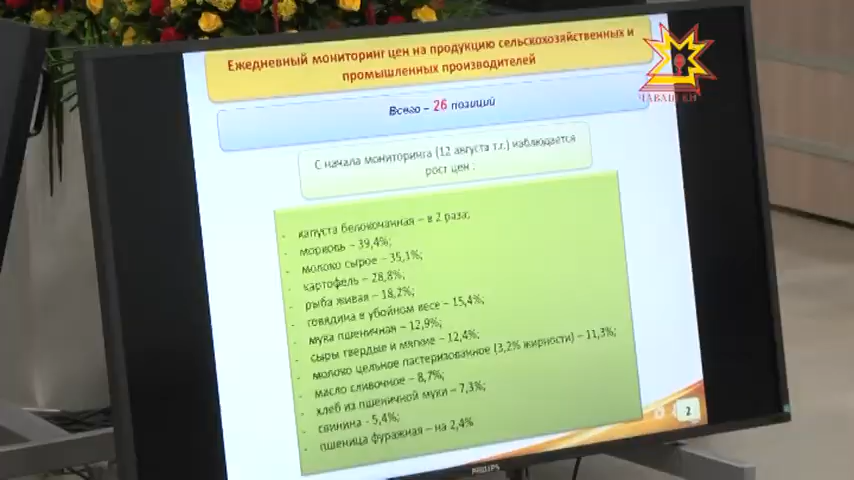 Ежедневный мониторинг цен на продукцию сельскохозяйственных и
промышленных производителей
Всего – 26 позиций
С начала мониторинга (12 августа т.г.) наблюдается
рост цен :
- капуста белокочанная – в 2 раза;
- морковь – 39,4%;
- молоко сырое – 35,1%;
- картофель – 28,8%;
- рыба живая – 18,2%;
- говядина в убойном весе – 15,4%;
- мука пшеничная – 12,9%;
- сыры твердые и мягкие – 12,4%;
- молоко цельное пастеризованное (3,2% жирности) – 11,3%;
- масло сливочное – 8,7%;
- хлеб из пшеничной муки – 7,3%;
- свинина - 5,4%;
- пшеница фуражная – на 2,4%
2
PHILIPS